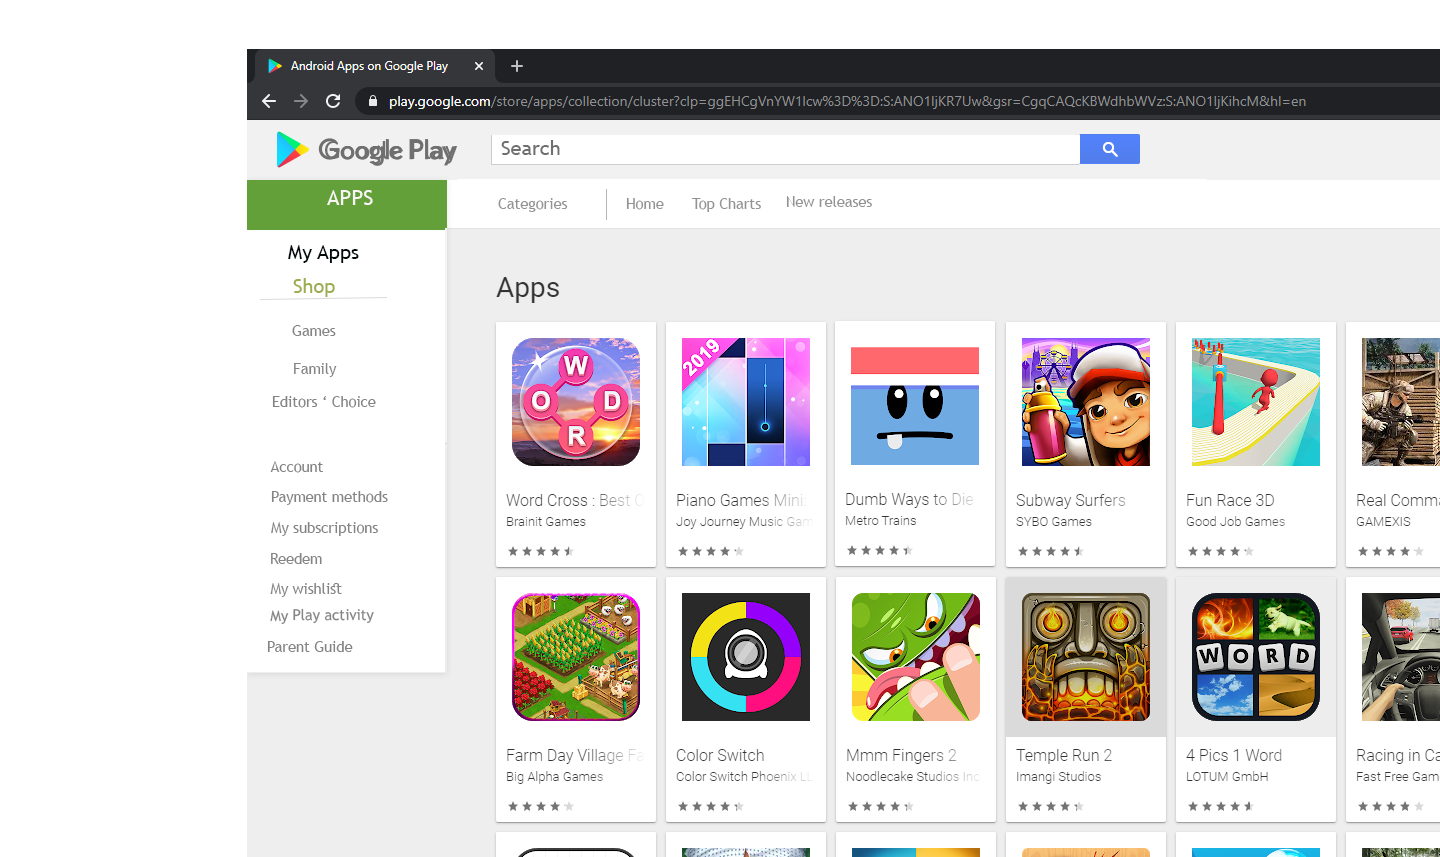 Android Apps on Google Play
play.google.com/store/apps/collection/cluster?clp=ggEHCgVnYW1lcw%3D%3D:S:ANO1ljKR7Uw&gsr=CgqCAQcKBWdhbWVz:S:ANO1ljKihcM&hl=en
Google Play
Search
APPS
Categories
Home
Top Charts
New releases
My Apps
Shop
Games
Family
Editors ‘ Choice
Account
Payment methods
My subscriptions
Reedem
My wishlist
My Play activity
Parent Guide
Apps
W
O D
R
2019
Word Cross : Best
Brainit Games
Piano Games Mini:
Joy Journey Music Gam
Dumb Ways to Die
Metro Trains
Subway Surfers
SYBO Games
Fun Race 3D
Good Job Games
Real Comma
GAMEXIS
WORD
Farm Day Village Fa
Big Alpha Games
Color Switch
Color Switch Phoenix LL
Mmm Fingers 2
Noodlecake Studios Inc
Temple Run 2
Imangi Studios
4 Pics 1 Word
LOTUM GmbH
Racing in Ca
Fast Free Gam